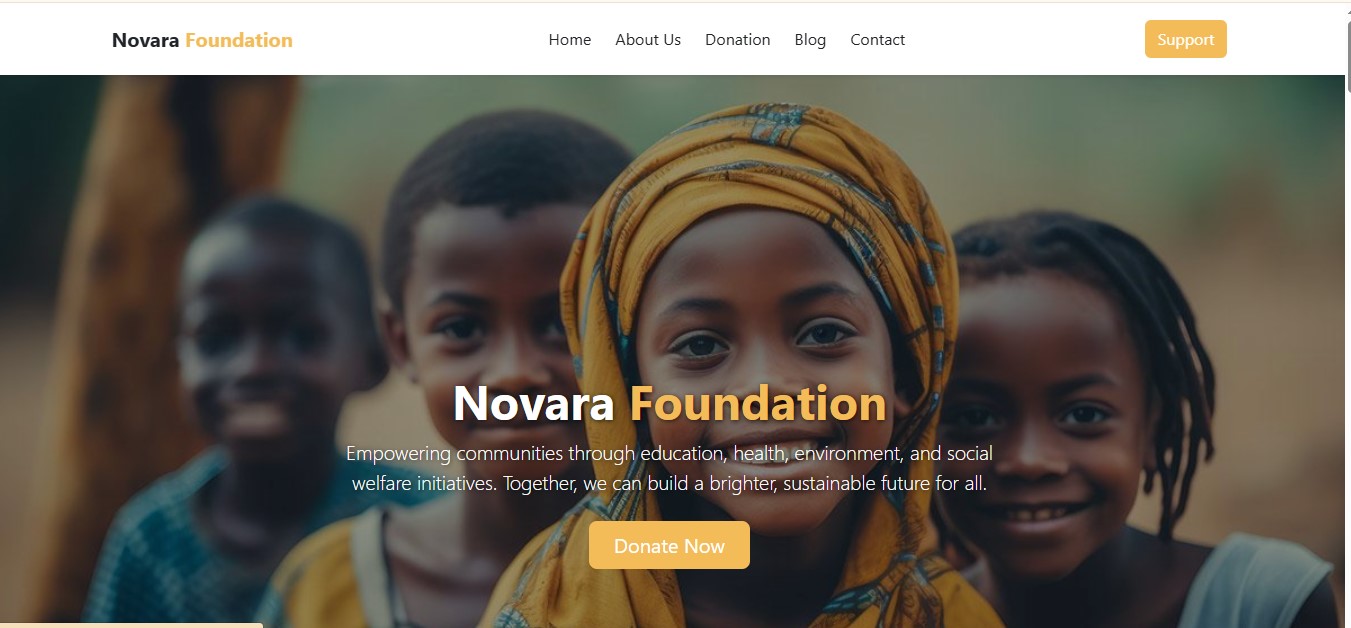 Novara Foundation
Home
About Us
Donation
Blog
Contact
Support
Novara Foundation
Empowering communities through education, health, environment, and social
welfare initiatives. Together, we can build a brighter, sustainable future for all.
Donate Now